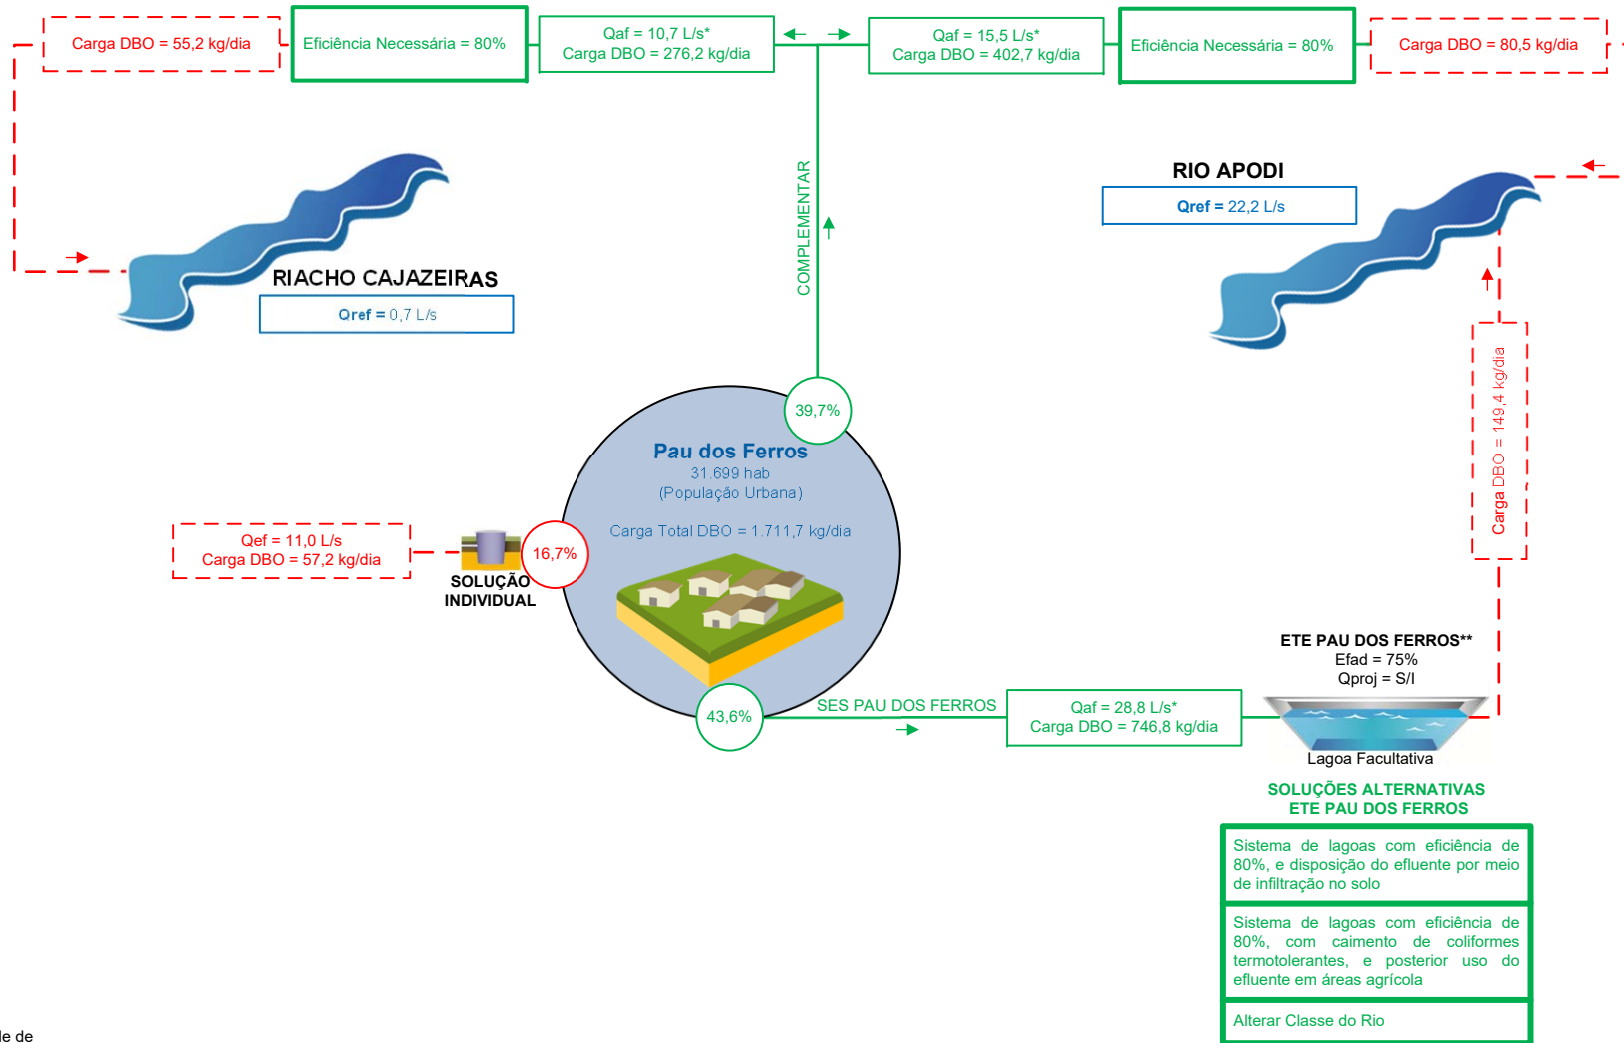 Carga DBO = 55,2 kg/dia
Eficiência Necessária = 80%
Qaf = 10,7 L/s*
Carga DBO = 276,2 kg/dia
Qaf = 15,5 L/s*
Carga DBO = 402,7 kg/dia
Eficiência Necessária = 80%
Carga DBO = 80,5 kg/dia
RIACHO CAJAZEIRAS
Qref = 0,7 L/s
COMPLEMENTAR
RIO APODI
Qref = 22,2 L/s
39,7%
Pau dos Ferros
31.699 hab
(População Urbana)
Carga Total DBO = 1.711,7 kg/dia
Qef = 11,0 L/s
Carga DBO = 57,2 kg/dia
SOLUÇÃO
INDIVIDUAL
16,7%
43,6%
SES PAU DOS FERROS
Qaf = 28,8 L/s*
Carga DBO = 746,8 kg/dia
Carga DBO = 149,4 kg/dia
ETE PAU DOS FERROS**
Efad = 75%
Qproj = S/I
Lagoa Facultativa
SOLUÇÕES ALTERNATIVAS
ETE PAU DOS FERROS
Sistema de lagoas com eficiência de
80%, e disposição do efluente por meio
de infiltração no solo
Sistema de lagoas com eficiência de
80%, com caimento de coliformes
termotolerantes, e posterior uso do
efluente em áreas agrícola
Alterar Classe do Rio
de